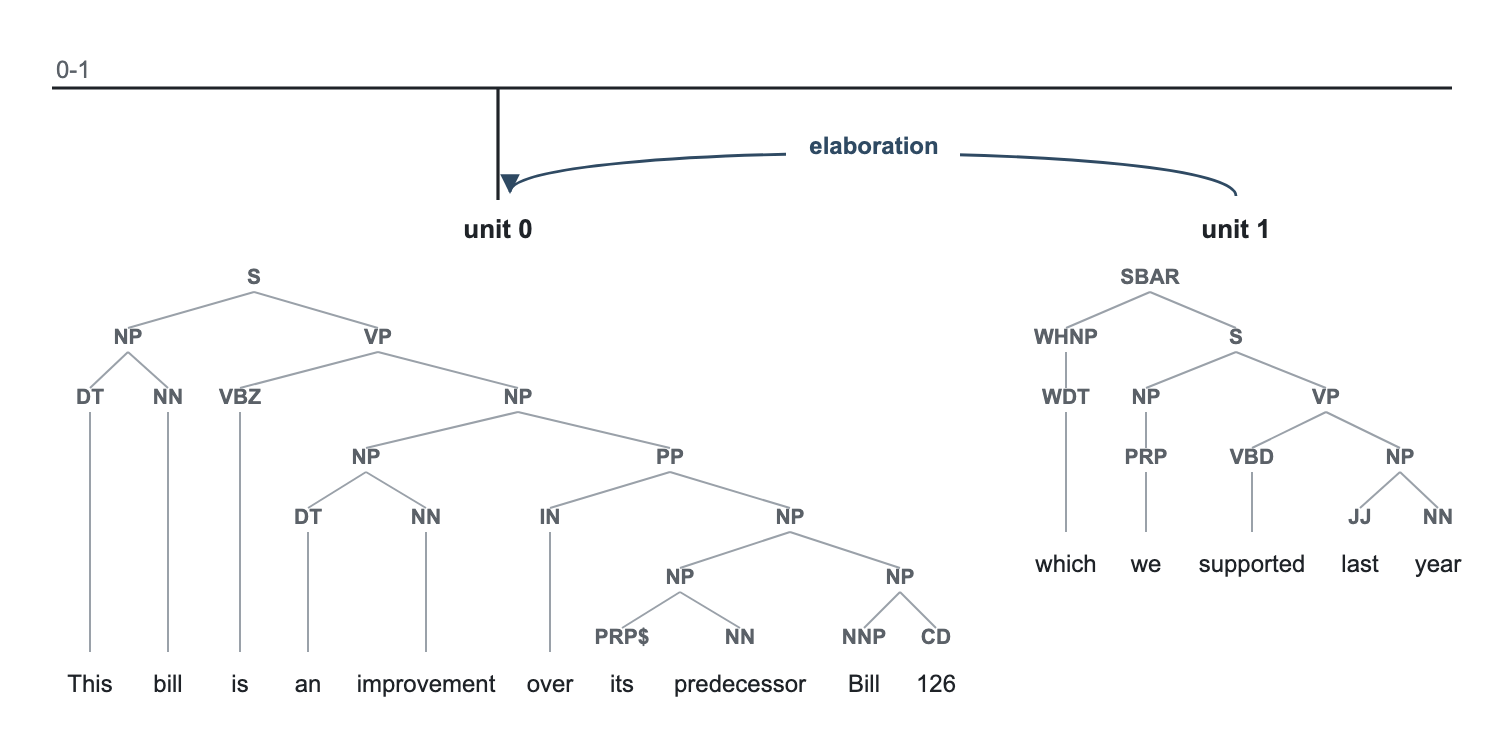 0-1
elaboration
unit 0 unit 1
S SBAR
NP VP WHNP S
DT NN VBZ NP WDT NP VP
NP PP PRP VBD NP
DT NN IN NP JJ NN
which we supported last year
NP NP
PRP$ NN NNP CD
This bill is an improvement over its predecessor Bill 126